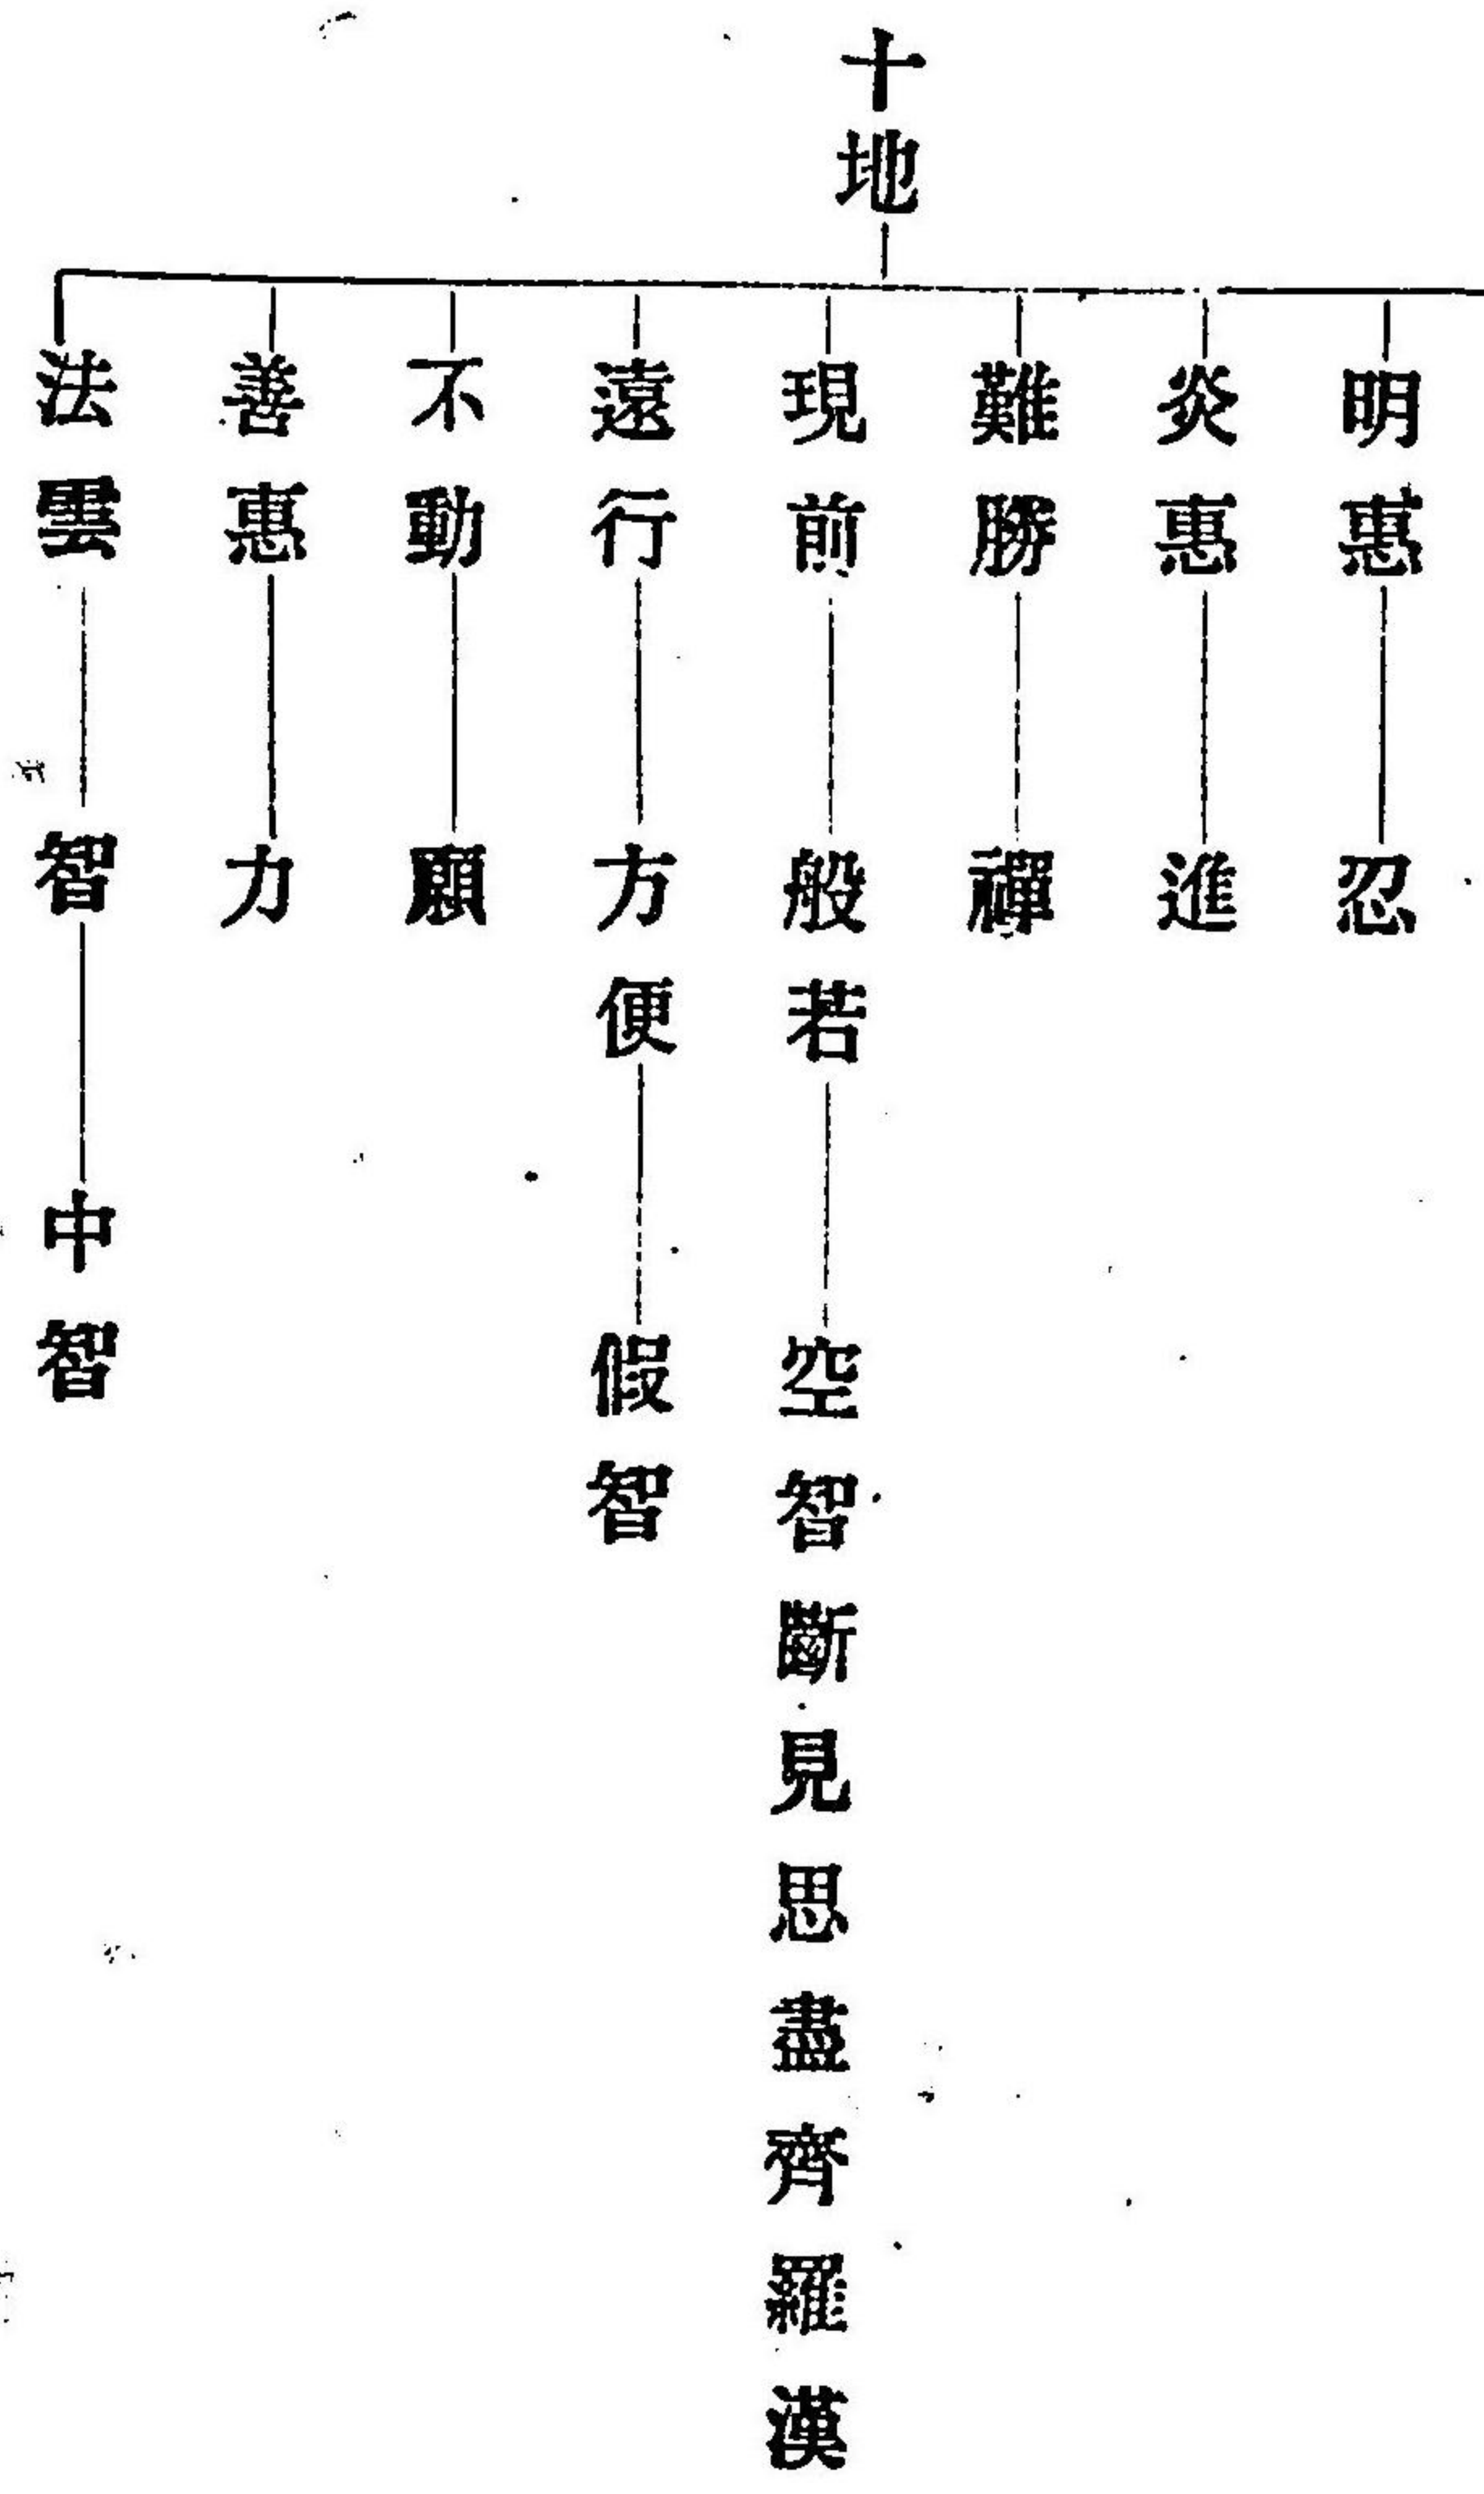 十地
明惠 忍
炎惠 進
難勝 禪
現前 般若 空智斷見思盡齊羅漢
遠行 方便 假智
不動 願
善惠 力
法雲 智 中智